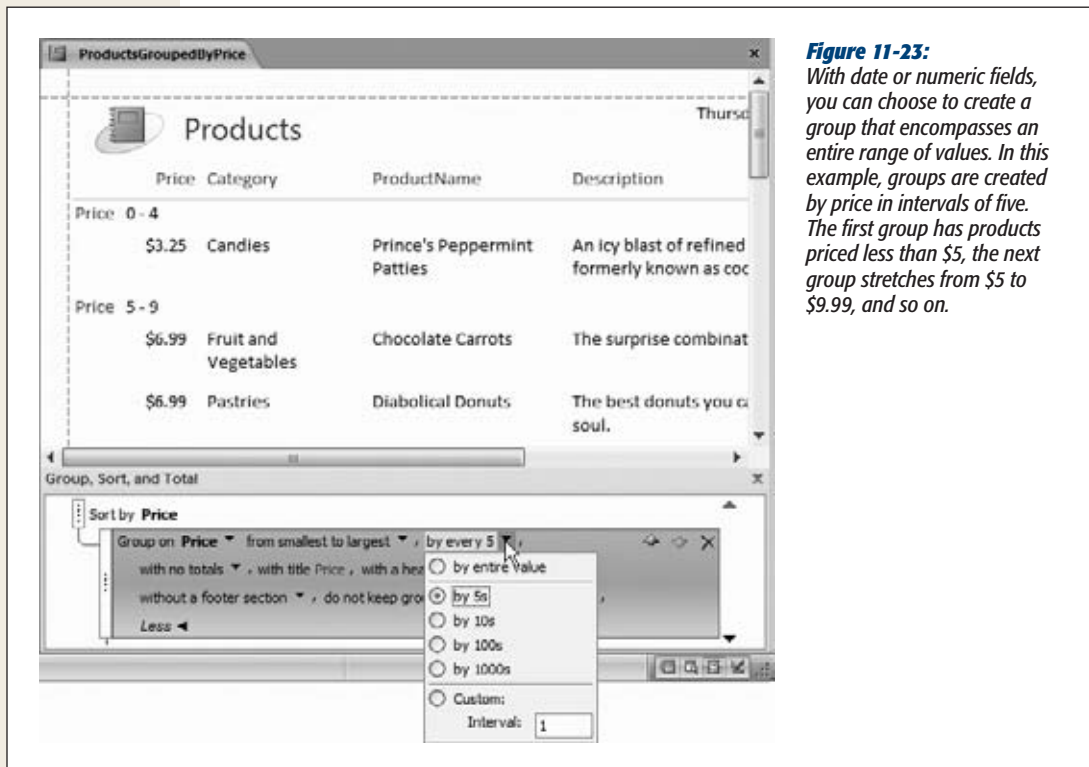 ProductsGroupedByPrice
Products
Thursd
Price Category ProductName Description
Price 0 - 4
$3.25 Candies Prince's Peppermint An icy blast of refined
Patties formerly known as coc
Price 5 - 9
$6.99 Fruit and Chocolate Carrots The surprise combinat
Vegetables
$6.99 Pastries Diabolical Donuts The best donuts you ca
soul.
Group, Sort, and Total
Sort by Price
Group on Price from smallest to largest , by every 5 ,
with no totals , with title Price , with a hea
without a footer section , do not keep gro ,
Less
by entire value
by 5s
by 10s
by 100s
by 1000s
Custom:
Interval: 1
Figure 11-23:
With date or numeric fields,
you can choose to create a
group that encompasses an
entire range of values. In this
example, groups are created
by price in intervals of five.
The first group has products
priced less than $5, the next
group stretches from $5 to
$9.99, and so on.